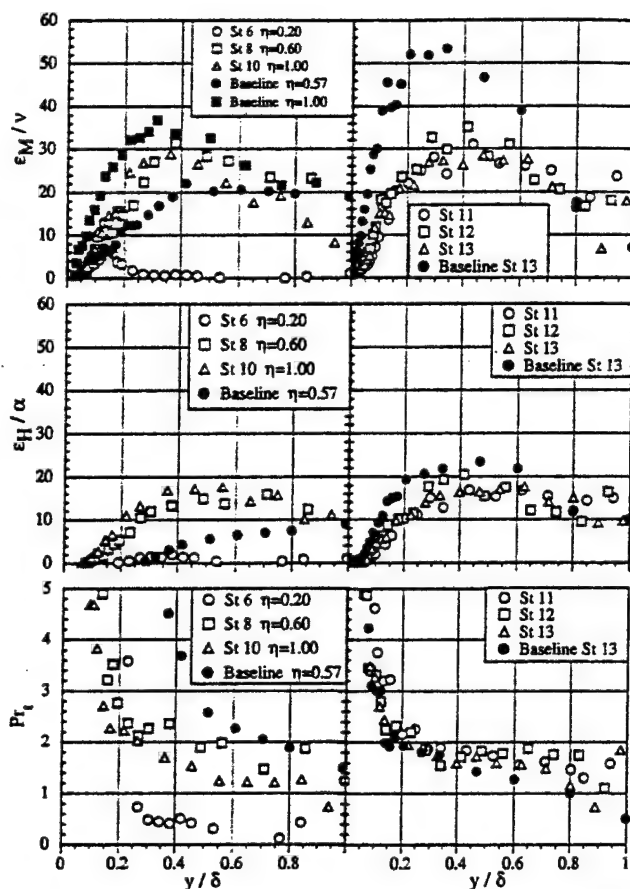 60
50
40
30
20
10
0
ε_M / ν
St 6 η=0.20
St 8 η=0.60
St 10 η=1.00
Baseline η=0.57
Baseline η=1.00
St 11
St 12
St 13
Baseline St 13
60
50
40
30
20
10
0
ε_H / α
St 6 η=0.20
St 8 η=0.60
St 10 η=1.00
Baseline η=0.57
St 11
St 12
St 13
Baseline St 13
5
4
3
2
1
0
Pr_t
St 6 η=0.20
St 8 η=0.60
St 10 η=1.00
Baseline η=0.57
St 11
St 12
St 13
Baseline St 13
0 0.2 0.4 0.6 0.8 0.2 0.4 0.6 0.8 1
y / δ y / δ